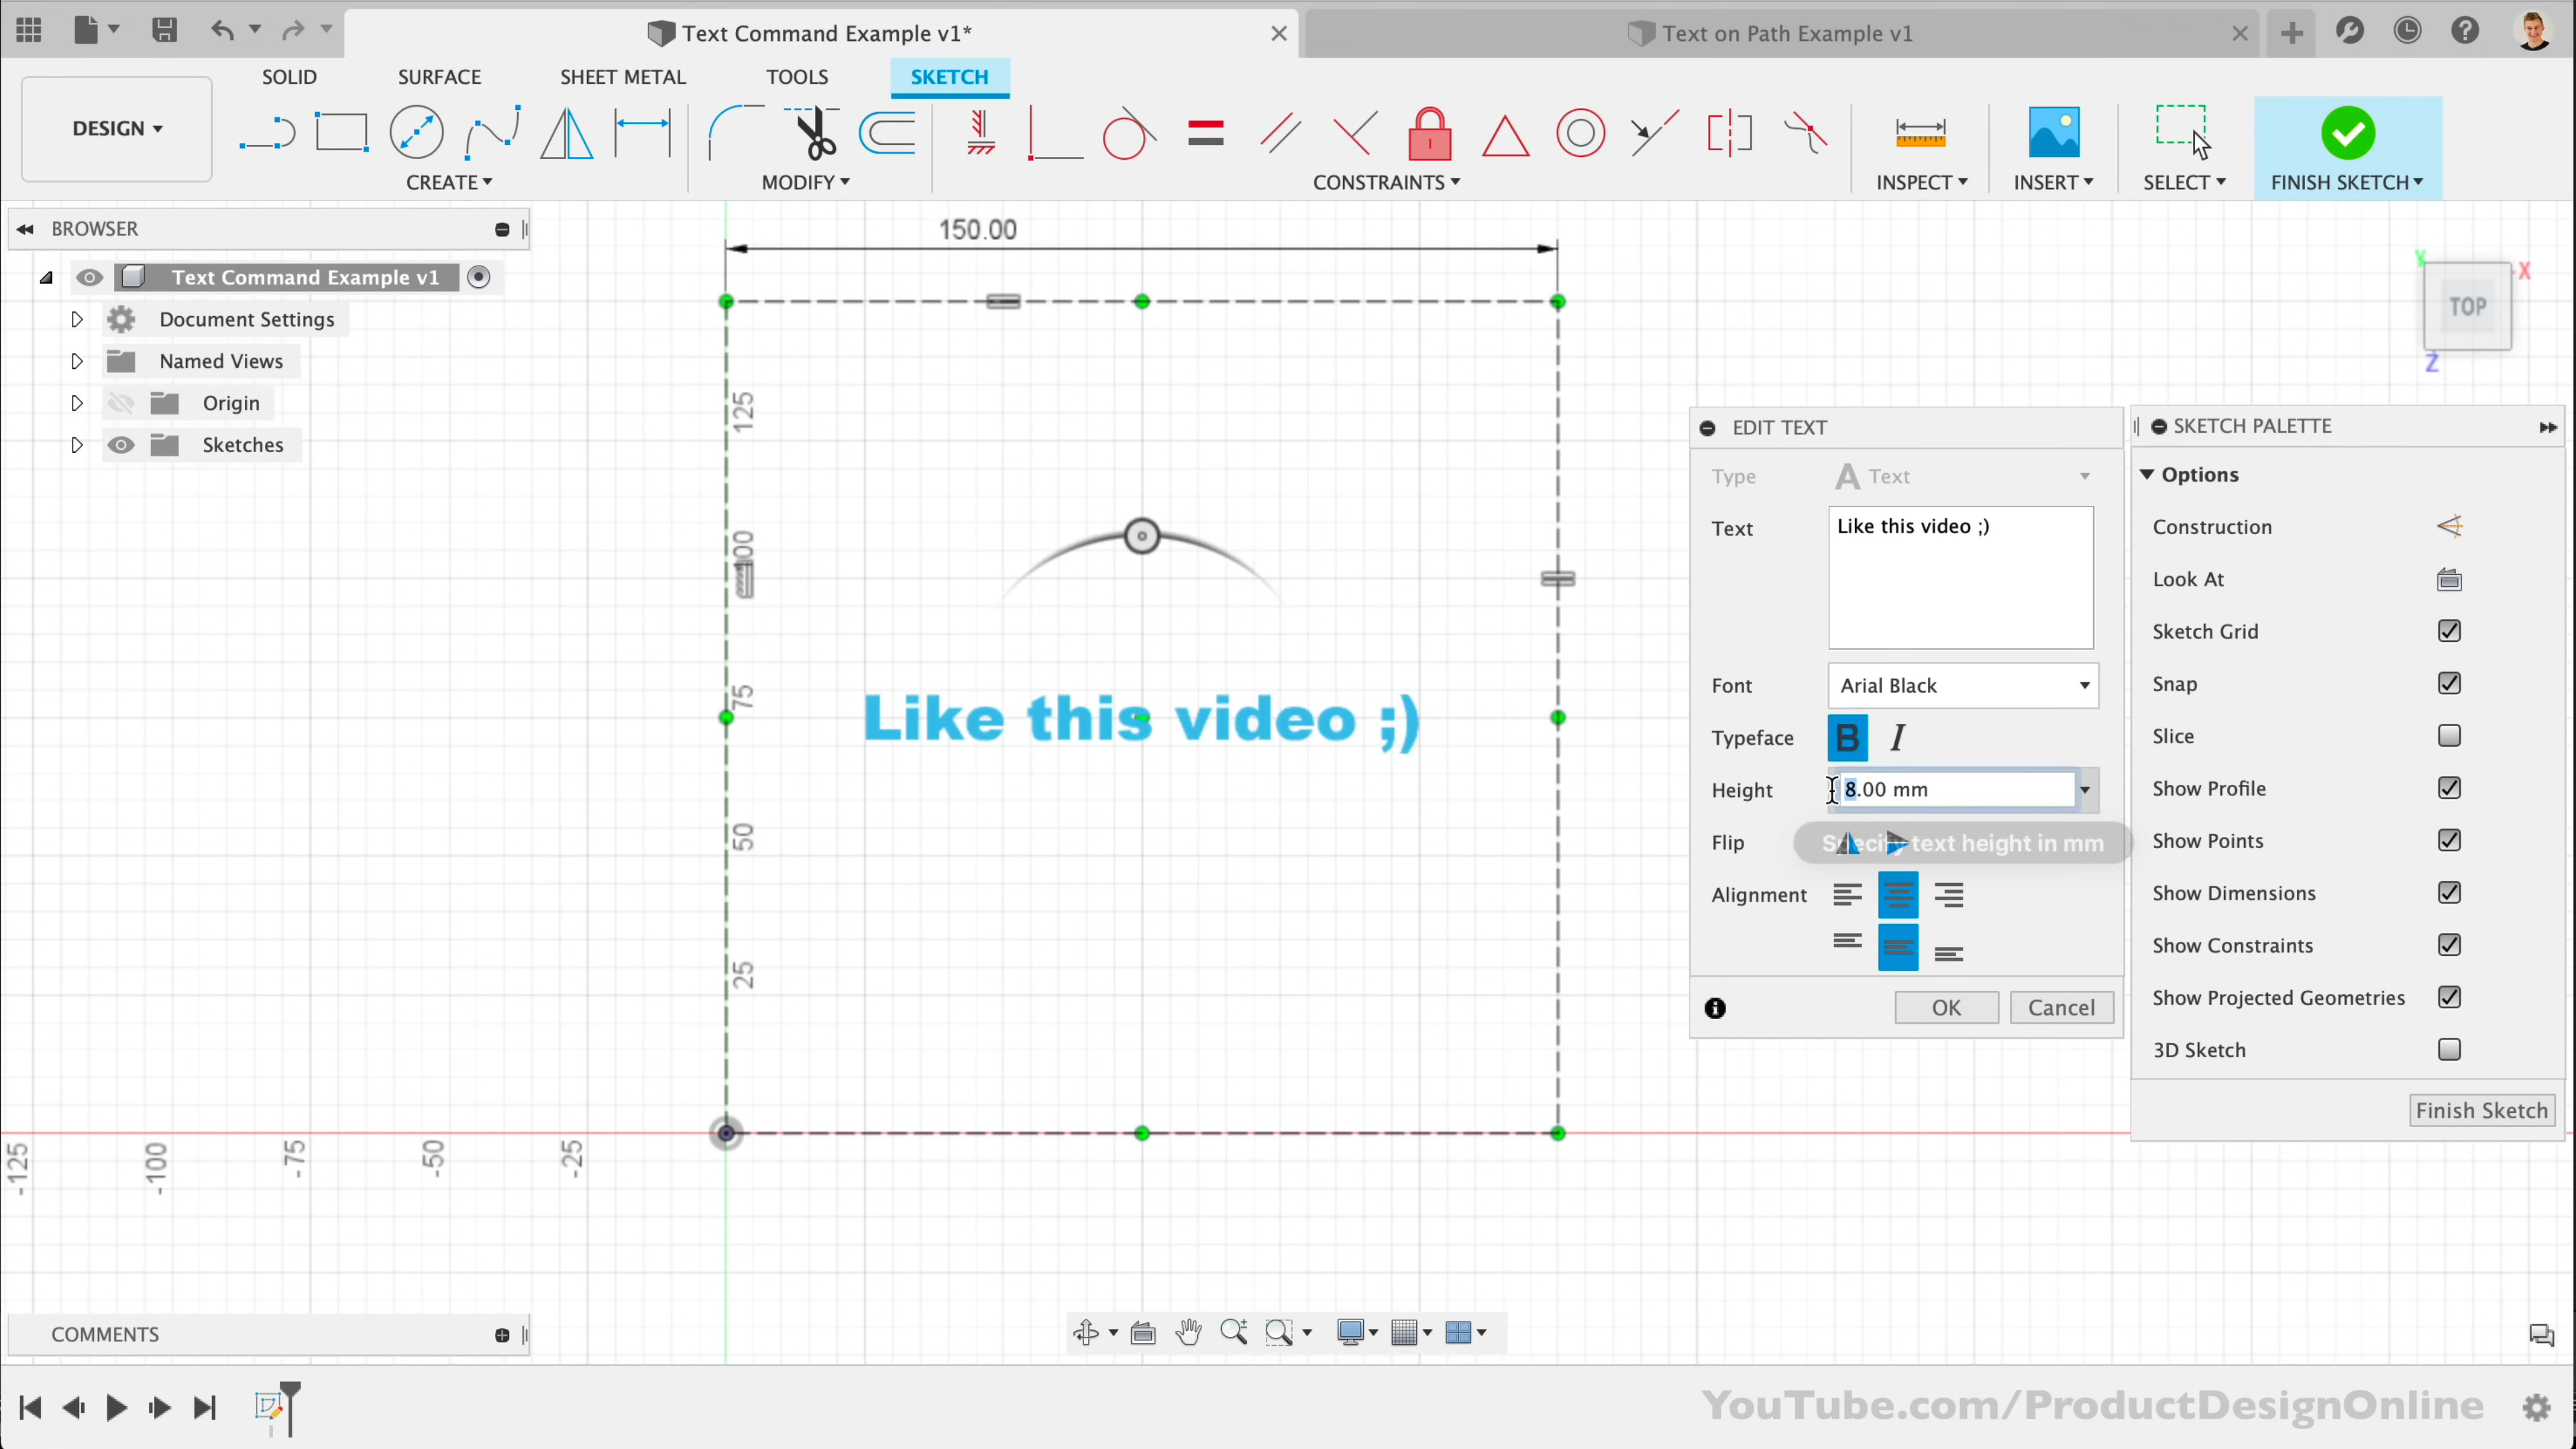 Text Command Example v1*
Text on Path Example v1
SOLID
SURFACE
SHEET METAL
TOOLS
SKETCH
DESIGN
CREATE
MODIFY
CONSTRAINTS
INSPECT
INSERT
SELECT
FINISH SKETCH
BROWSER
Text Command Example v1
Document Settings
Named Views
Origin
Sketches
150.00
125
100
75
50
25
-125
-100
-75
-50
-25
Like this video ;)
Y
X
TOP
Z
EDIT TEXT
Type
A Text
Text
Like this video ;)
Font
Arial Black
Typeface
B I
Height
8.00 mm
Flip
Specify text height in mm
Alignment
OK
Cancel
SKETCH PALETTE
Options
Construction
Look At
Sketch Grid
Snap
Slice
Show Profile
Show Points
Show Dimensions
Show Constraints
Show Projected Geometries
3D Sketch
Finish Sketch
COMMENTS
YouTube.com/ProductDesignOnline